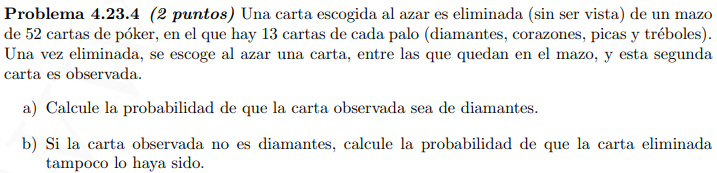 Problema 4.23.4 (2 puntos) Una carta escogida al azar es eliminada (sin ser vista) de un mazo
de 52 cartas de póker, en el que hay 13 cartas de cada palo (diamantes, corazones, picas y tréboles).
Una vez eliminada, se escoge al azar una carta, entre las que quedan en el mazo, y esta segunda
carta es observada.
a) Calcule la probabilidad de que la carta observada sea de diamantes.
b) Si la carta observada no es diamantes, calcule la probabilidad de que la carta eliminada
tampoco lo haya sido.